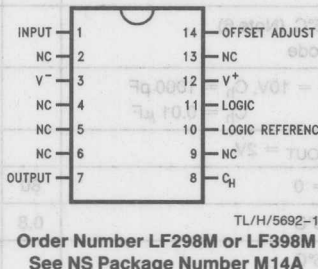 INPUT 1 14 OFFSET ADJUST
NC 2 13 NC
V⁻ 3 12 V⁺
NC 4 11 LOGIC
NC 5 10 LOGIC REFERENC
NC 6 9 NC
OUTPUT 7 8 C_H
TL/H/5692-1
Order Number LF298M or LF398M
See NS Package Number M14A